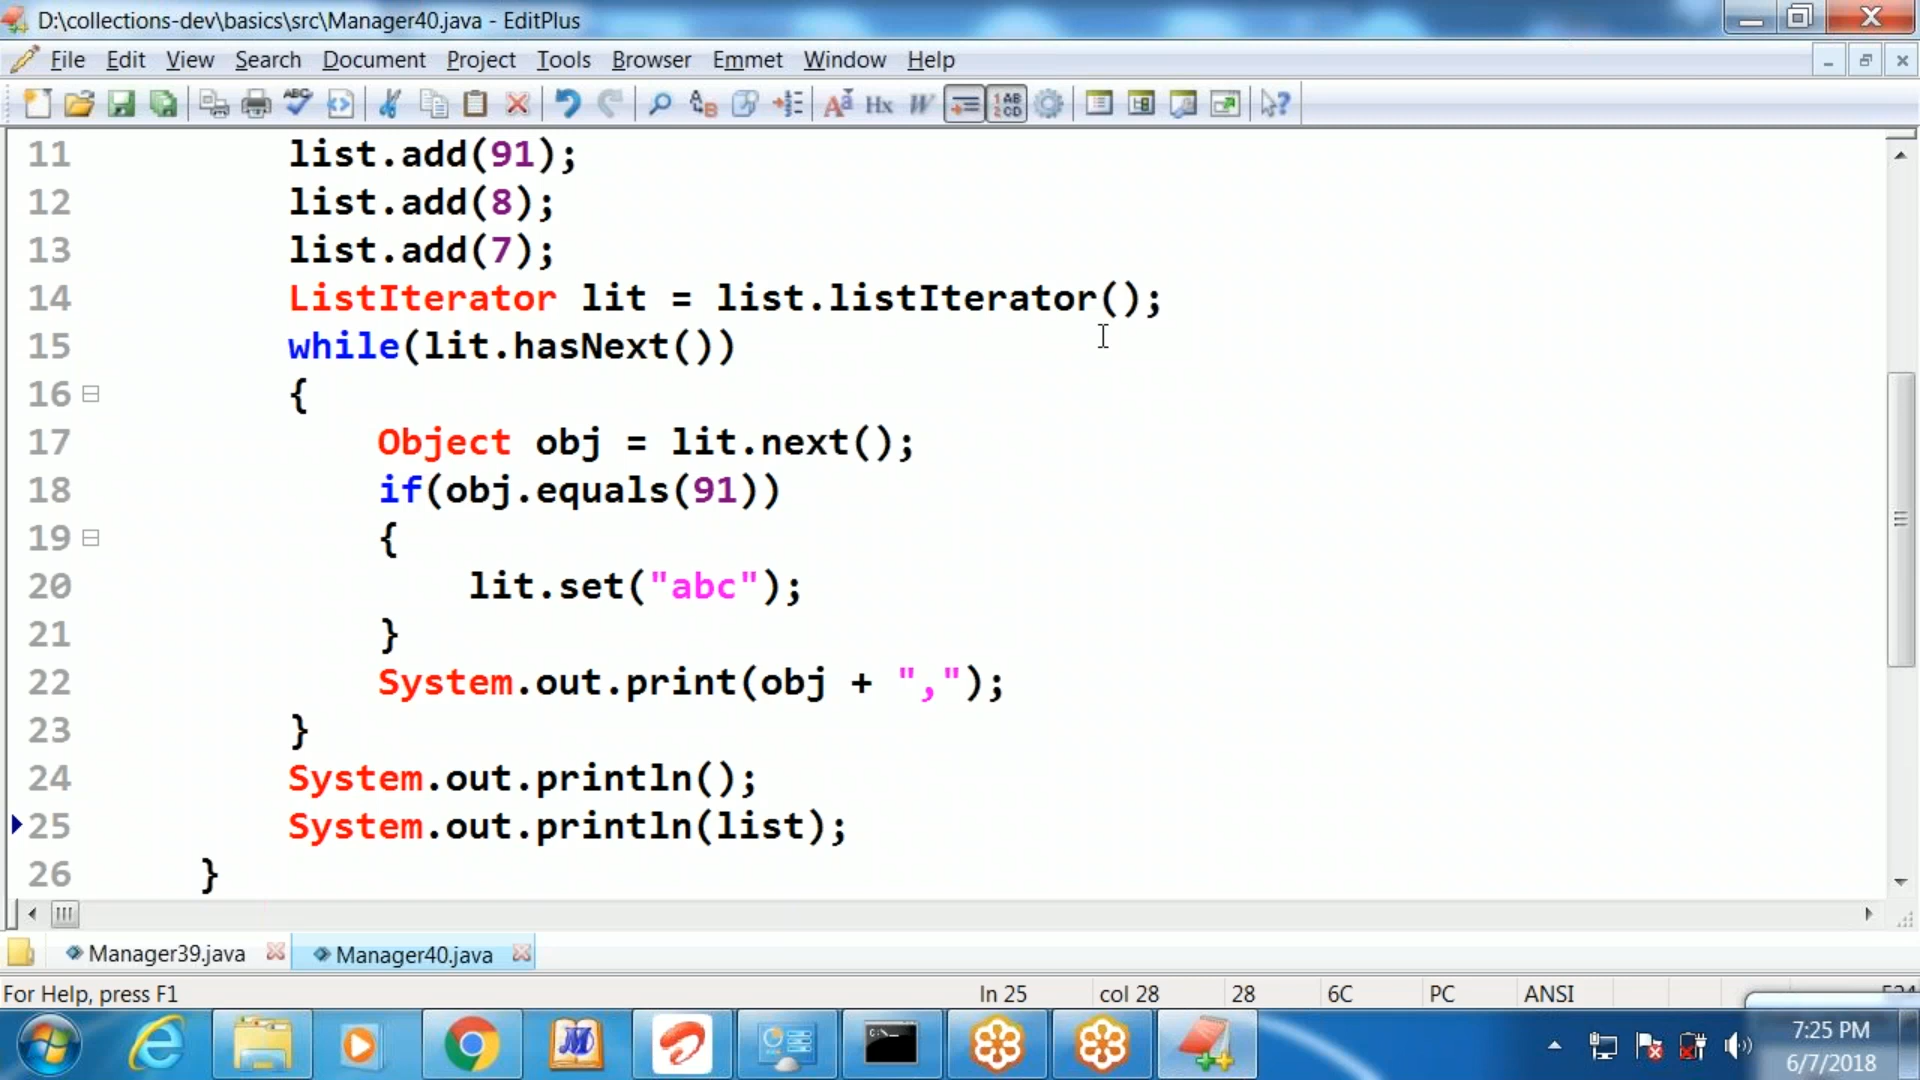 D:\collections-dev\basics\src\Manager40.java - EditPlus
File Edit View Search Document Project Tools Browser Emmet Window Help
11 list.add(91);
12 list.add(8);
13 list.add(7);
14 ListIterator lit = list.listIterator();
15 while(lit.hasNext())
16 {
17 Object obj = lit.next();
18 if(obj.equals(91))
19 {
20 lit.set("abc");
21 }
22 System.out.print(obj + ",");
23 }
24 System.out.println();
25 System.out.println(list);
26 }
Manager39.java Manager40.java
For Help, press F1 ln 25 col 28 28 6C PC ANSI
7:25 PM
6/7/2018